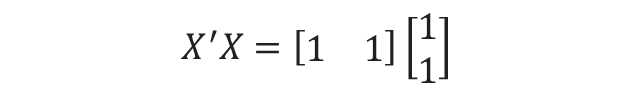 X′X = [1 1] [1
1]